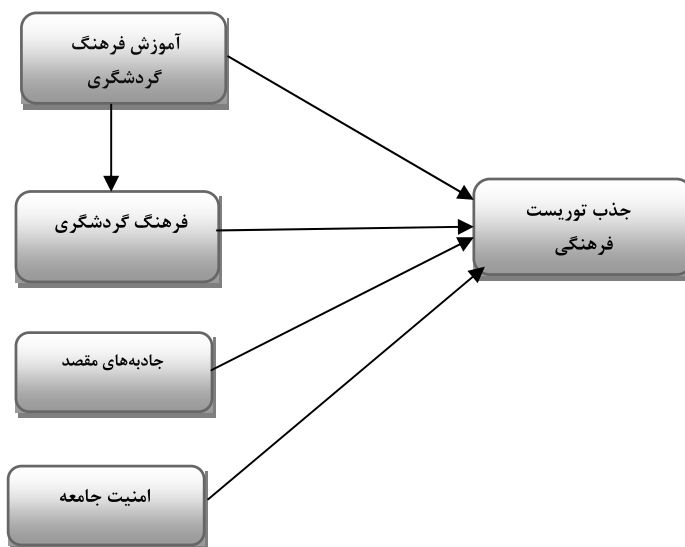 آموزش فرهنگ
گردشگری
فرهنگ گردشگری
جذب توریست
فرهنگی
جاذبه‌های مقصد
امنیت جامعه